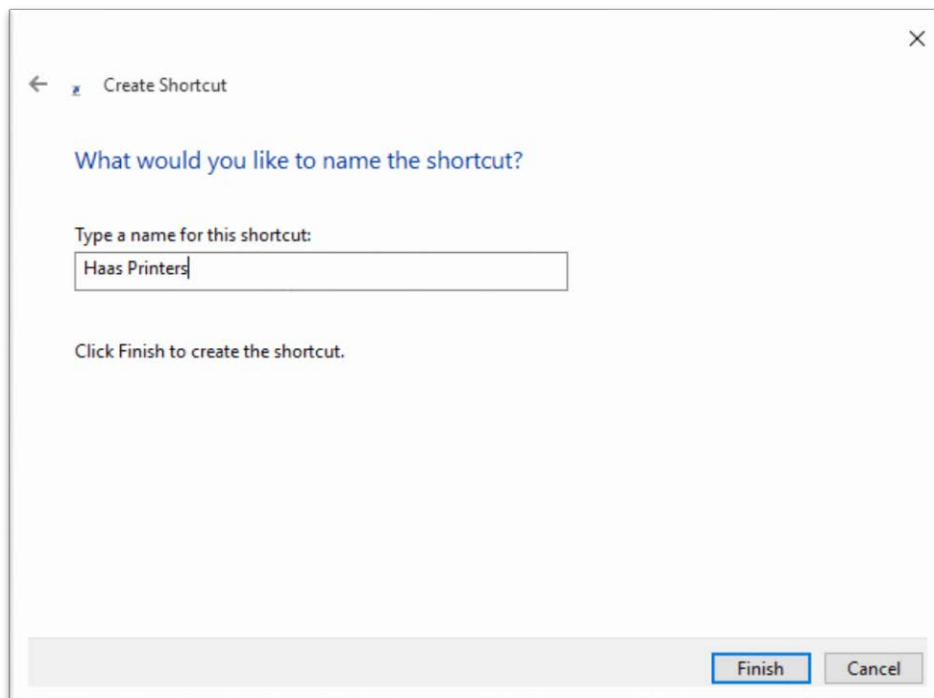 Create Shortcut
What would you like to name the shortcut?
Type a name for this shortcut:
Haas Printers
Click Finish to create the shortcut.
Finish Cancel